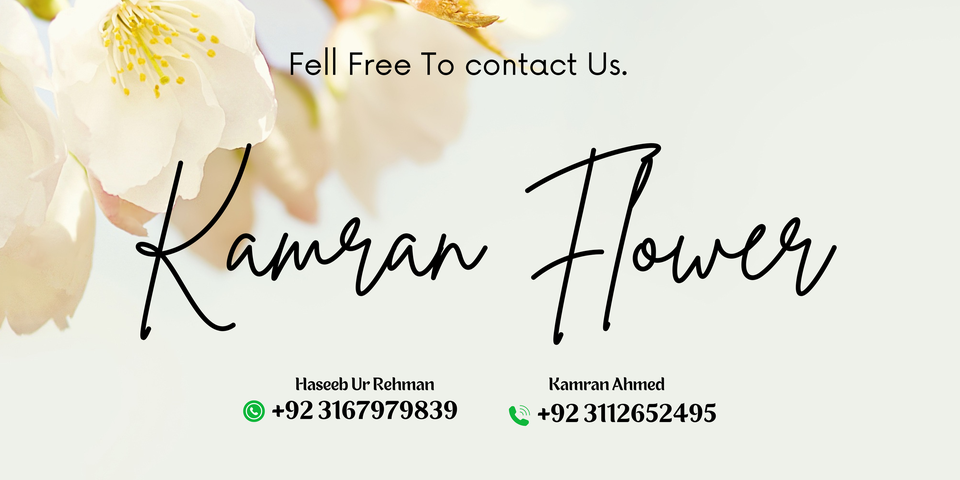 Fell Free To contact Us.
Kamran Flower
Haseeb Ur Rehman
+92 3167979839
Kamran Ahmed
+92 3112652495